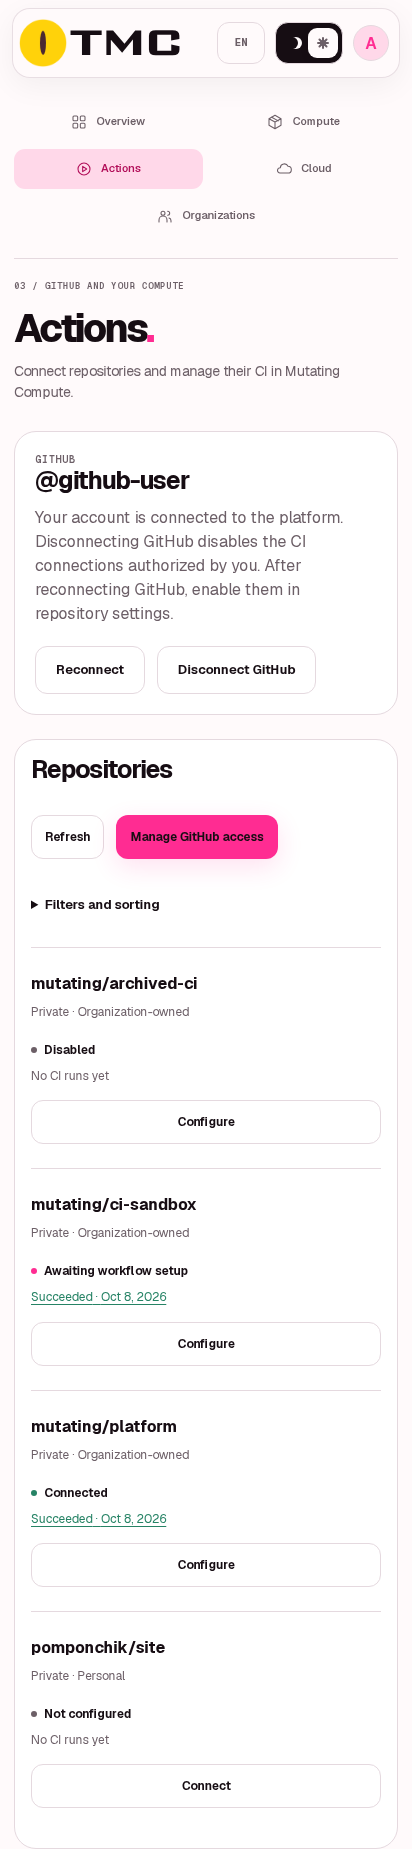 TMC
EN
A
Overview
Compute
Actions
Cloud
Organizations
03 / GITHUB AND YOUR COMPUTE
Actions.
Connect repositories and manage their CI in Mutating
Compute.
GITHUB
@github-user
Your account is connected to the platform.
Disconnecting GitHub disables the CI
connections authorized by you. After
reconnecting GitHub, enable them in
repository settings.
Reconnect
Disconnect GitHub
Repositories
Refresh
Manage GitHub access
Filters and sorting
mutating/archived-ci
Private · Organization-owned
Disabled
No CI runs yet
Configure
mutating/ci-sandbox
Private · Organization-owned
Awaiting workflow setup
Succeeded · Oct 8, 2026
Configure
mutating/platform
Private · Organization-owned
Connected
Succeeded · Oct 8, 2026
Configure
pomponchik/site
Private · Personal
Not configured
No CI runs yet
Connect